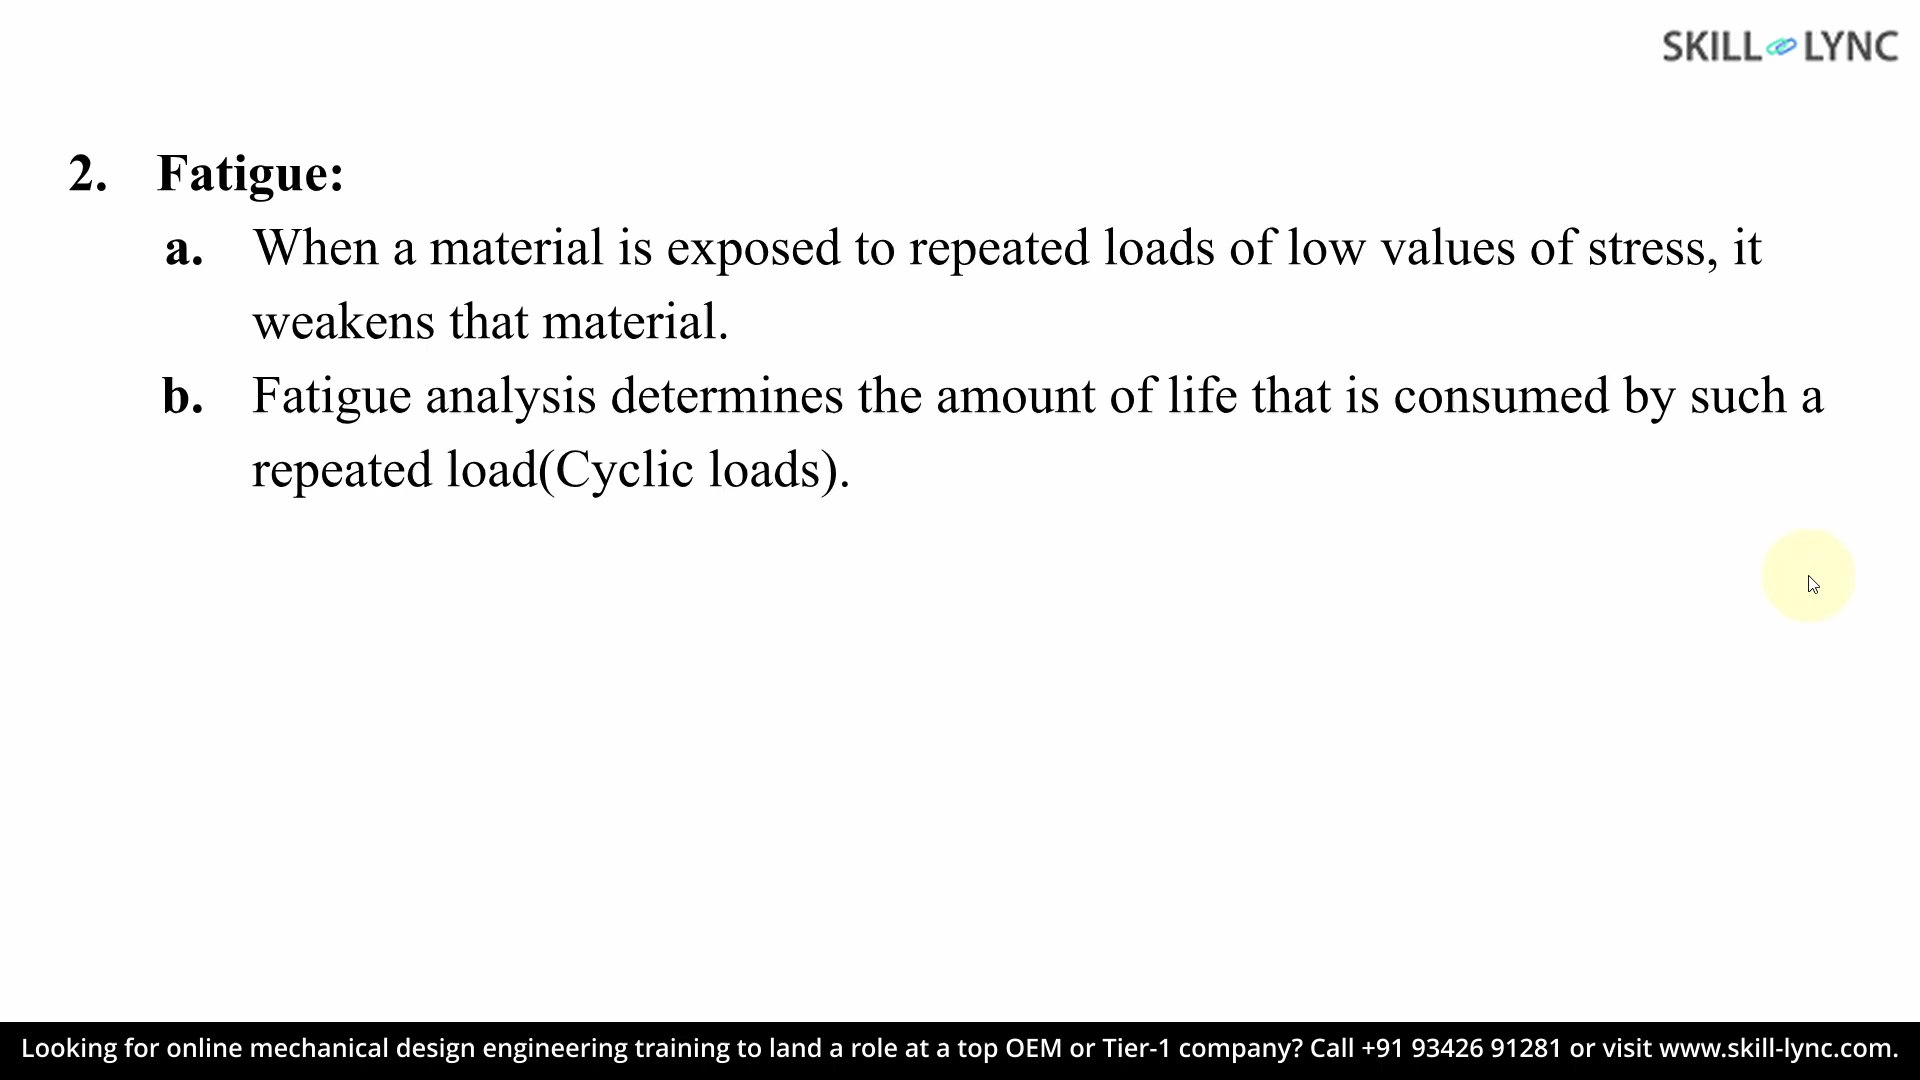 SKILL LYNC
2. Fatigue:
a. When a material is exposed to repeated loads of low values of stress, it
weakens that material.
b. Fatigue analysis determines the amount of life that is consumed by such a
repeated load(Cyclic loads).
Looking for online mechanical design engineering training to land a role at a top OEM or Tier-1 company? Call +91 93426 91281 or visit www.skill-lync.com.